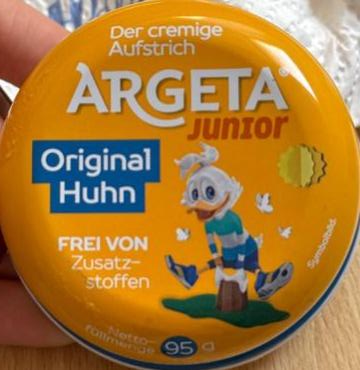 Der cremige
Aufstrich
ARGETA®
Junior
Original
Huhn
FREI VON
Zusatz-
stoffen
Symbolbild
Netto-
füllmenge 95 g